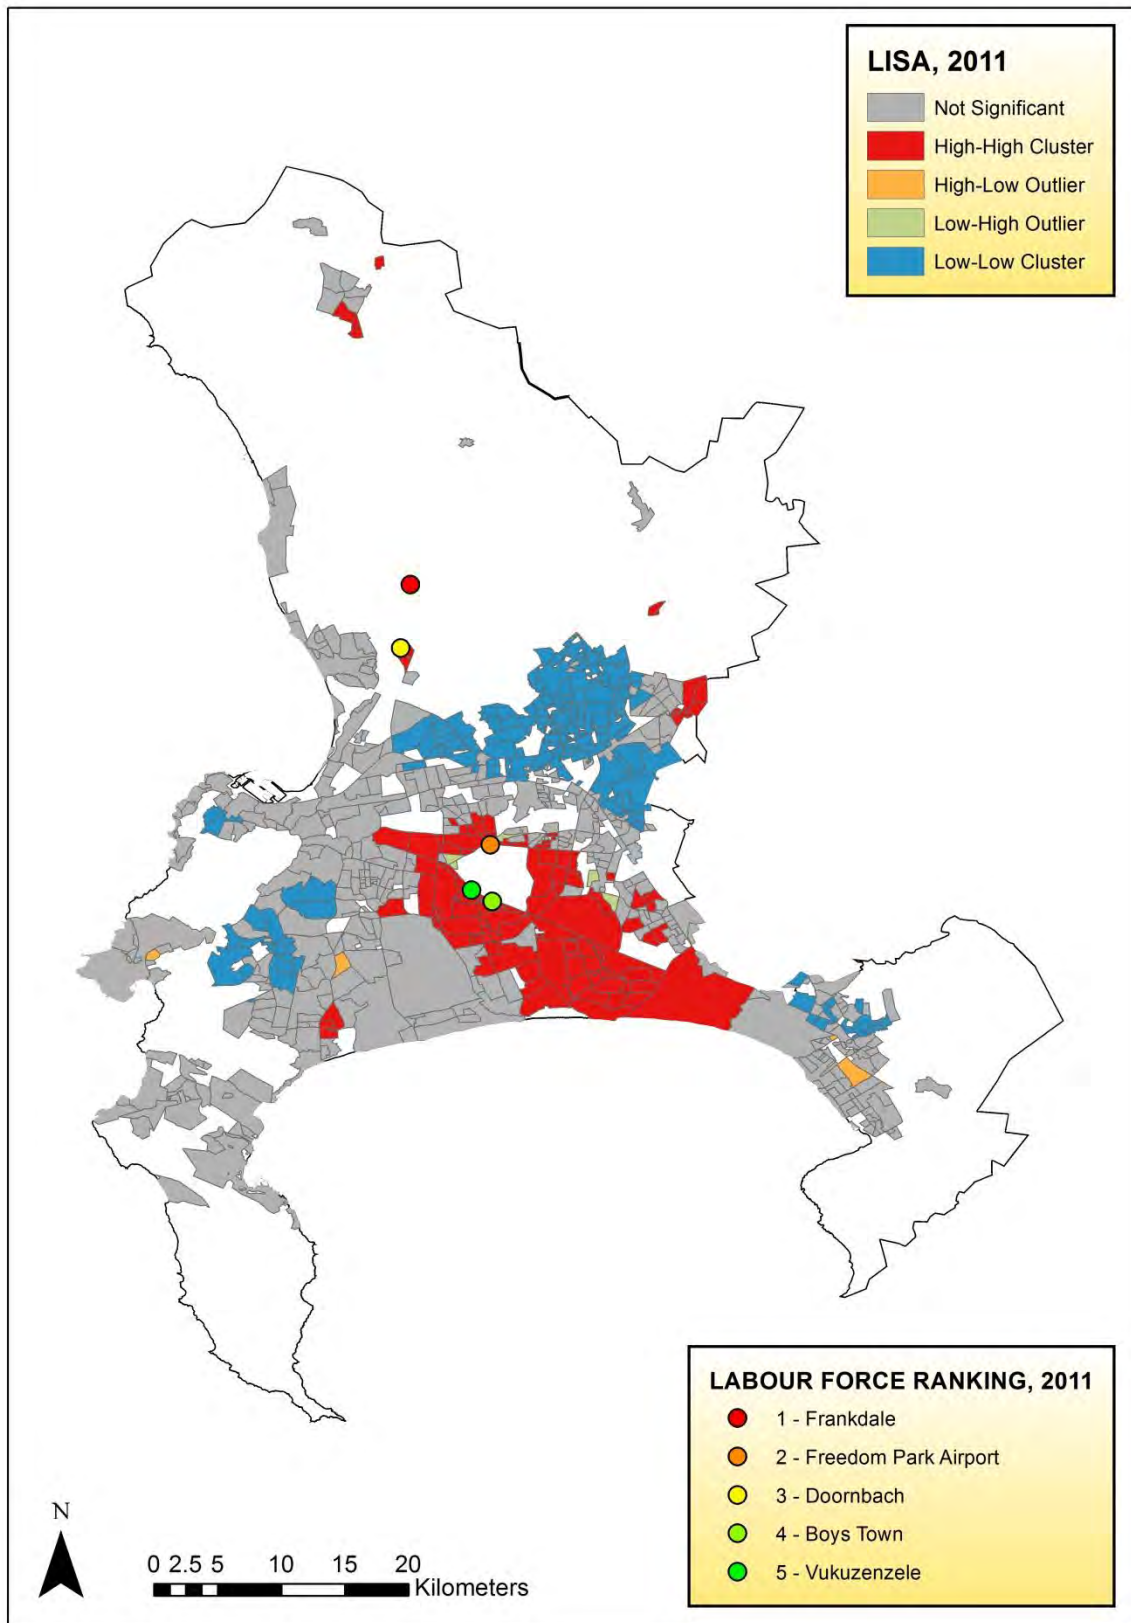 LISA, 2011
Not Significant
High-High Cluster
High-Low Outlier
Low-High Outlier
Low-Low Cluster
LABOUR FORCE RANKING, 2011
1 - Frankdale
2 - Freedom Park Airport
3 - Doornbach
4 - Boys Town
5 - Vukuzenzele
N
0 2.5 5 10 15 20
Kilometers